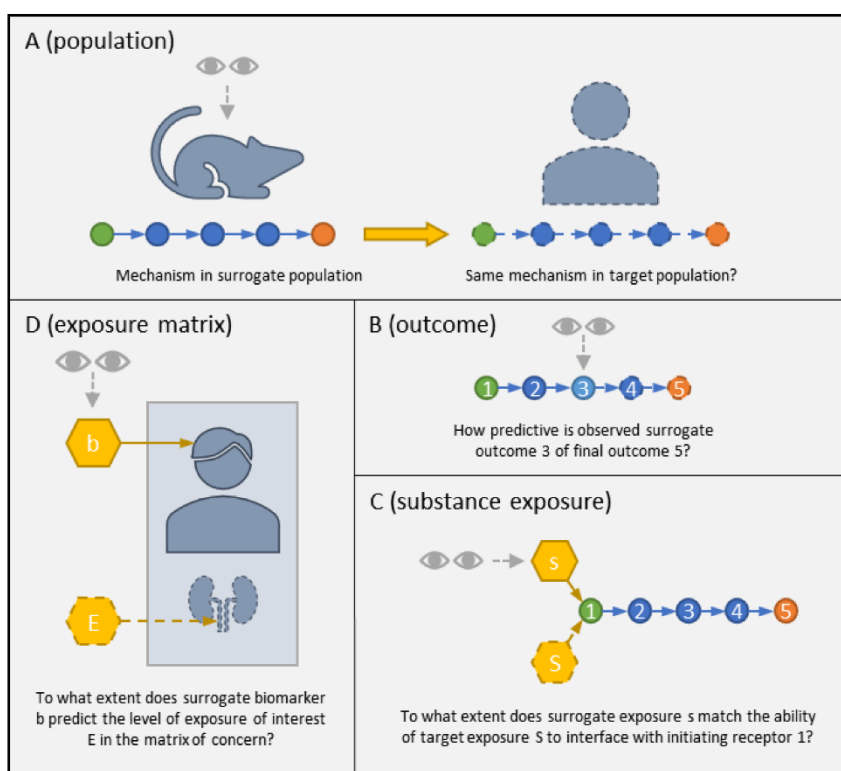 A (population)
Mechanism in surrogate population
Same mechanism in target population?
D (exposure matrix)
b
E
To what extent does surrogate biomarker
b predict the level of exposure of interest
E in the matrix of concern?
B (outcome)
1 2 3 4 5
How predictive is observed surrogate
outcome 3 of final outcome 5?
C (substance exposure)
s
1 2 3 4 5
S
To what extent does surrogate exposure s match the ability
of target exposure S to interface with initiating receptor 1?